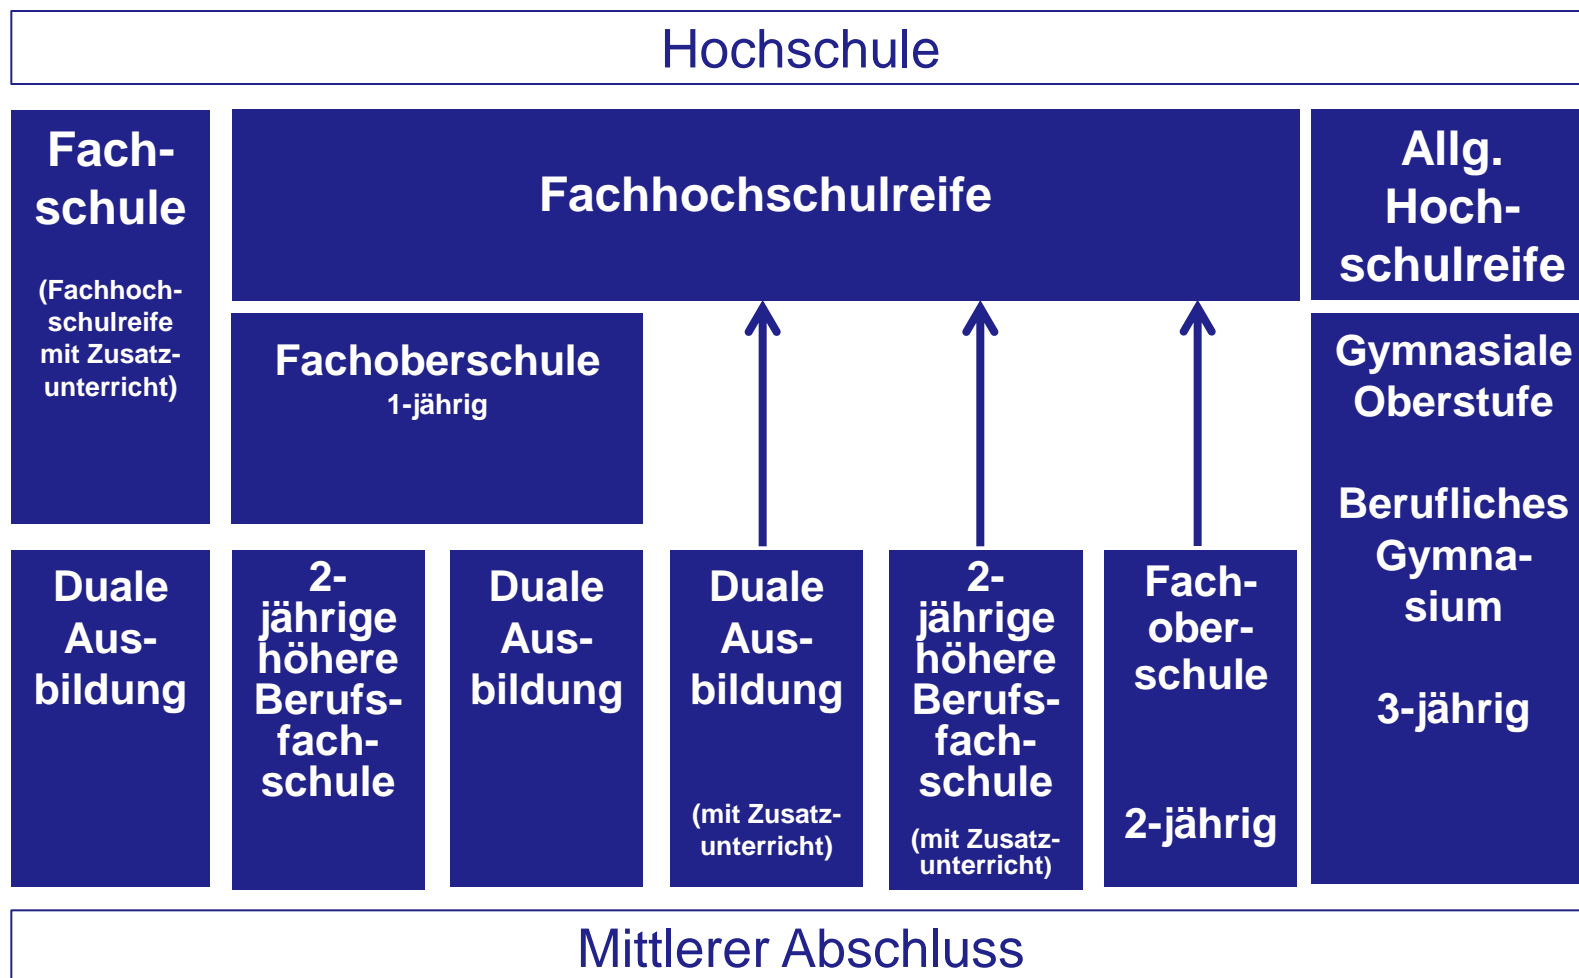 Hochschule
Fach-
schule
(Fachhoch-
schulreife
mit Zusatz-
unterricht)
Fachhochschulreife
Allg.
Hoch-
schulreife
Fachoberschule
1-jährig
Gymnasiale
Oberstufe
Berufliches
Gymna-
sium
3-jährig
Duale
Aus-
bildung
2-
jährige
höhere
Berufs-
fach-
schule
Duale
Aus-
bildung
Duale
Aus-
bildung
(mit Zusatz-
unterricht)
2-
jährige
höhere
Berufs-
fach-
schule
(mit Zusatz-
unterricht)
Fach-
ober-
schule
2-jährig
Mittlerer Abschluss